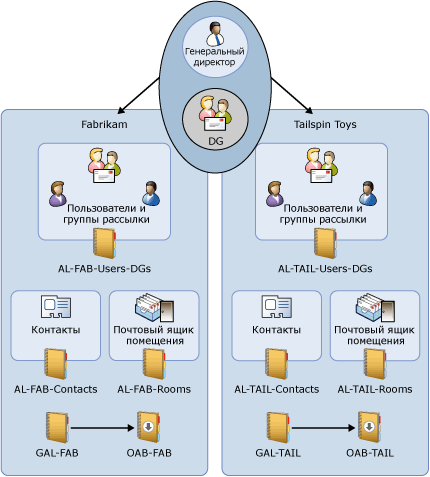 Генеральный
директор
DG
Fabrikam
Пользователи и
группы рассылки
AL-FAB-Users-DGs
Контакты
Почтовый ящик
помещения
AL-FAB-Contacts
AL-FAB-Rooms
GAL-FAB
OAB-FAB
Tailspin Toys
Пользователи и
группы рассылки
AL-TAIL-Users-DGs
Контакты
Почтовый ящик
помещения
AL-TAIL-Contacts
AL-TAIL-Rooms
GAL-TAIL
OAB-TAIL